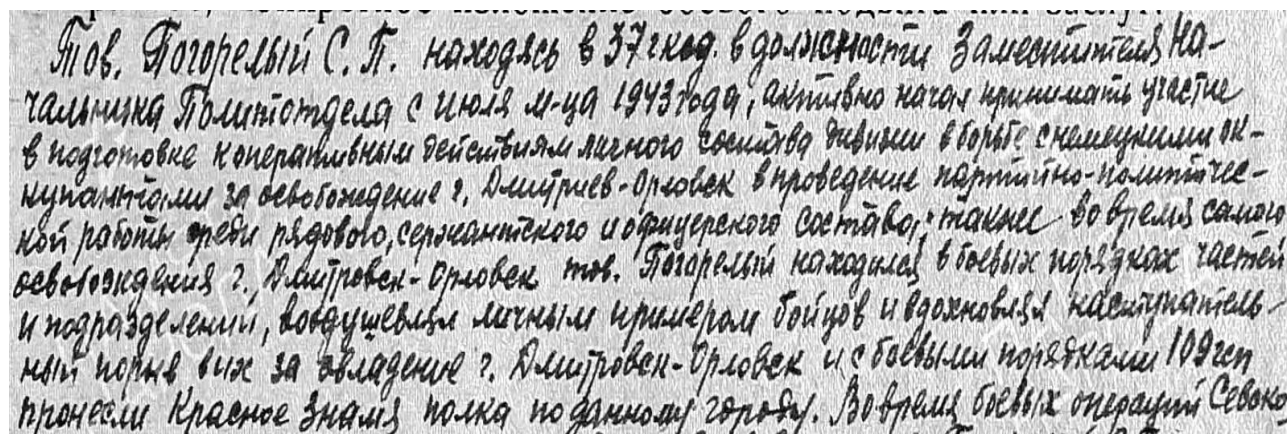 Тов. Погорелый С. П. находясь в 37 гксд. в должности Заместителя На-
чальника Политотдела с июля м-ца 1943 года, активно начал принимать участие
в подготовке к оперативным действиям личного состава дивизии в борьбе с немецкими ок-
купантами за освобождение г. Дмитриев-Орловск в проведение партийно-политичес-
кой работы среди рядового, сержантского и офицерского состава, также во время самого
освобождения г. Дмитровск-Орловск тов. Погорелый находился в боевых порядках частей
и подразделений, воодушевлял личным примером бойцов и вдохновлял наступатель-
ный порыв в их за овладение г. Дмитровск-Орловск и с боевыми порядками 109 гсп
пронесли Красное Знамя полка по данному городу. Во время боевых операций Севско